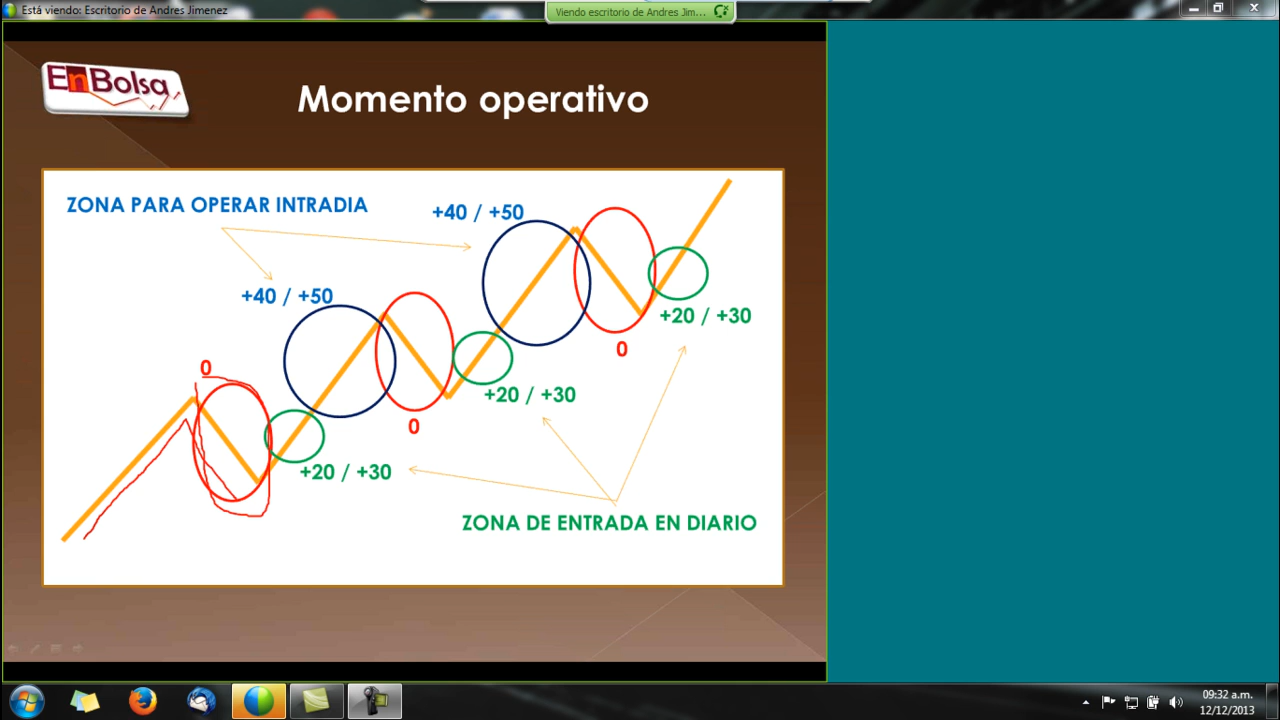 Está viendo: Escritorio de Andres Jimenez
Viendo escritorio de Andres Jim...
EnBolsa
Momento operativo
ZONA PARA OPERAR INTRADIA
+40 / +50
+40 / +50
+20 / +30
0
0
0
+20 / +30
+20 / +30
ZONA DE ENTRADA EN DIARIO
09:32 a.m.
12/12/2013